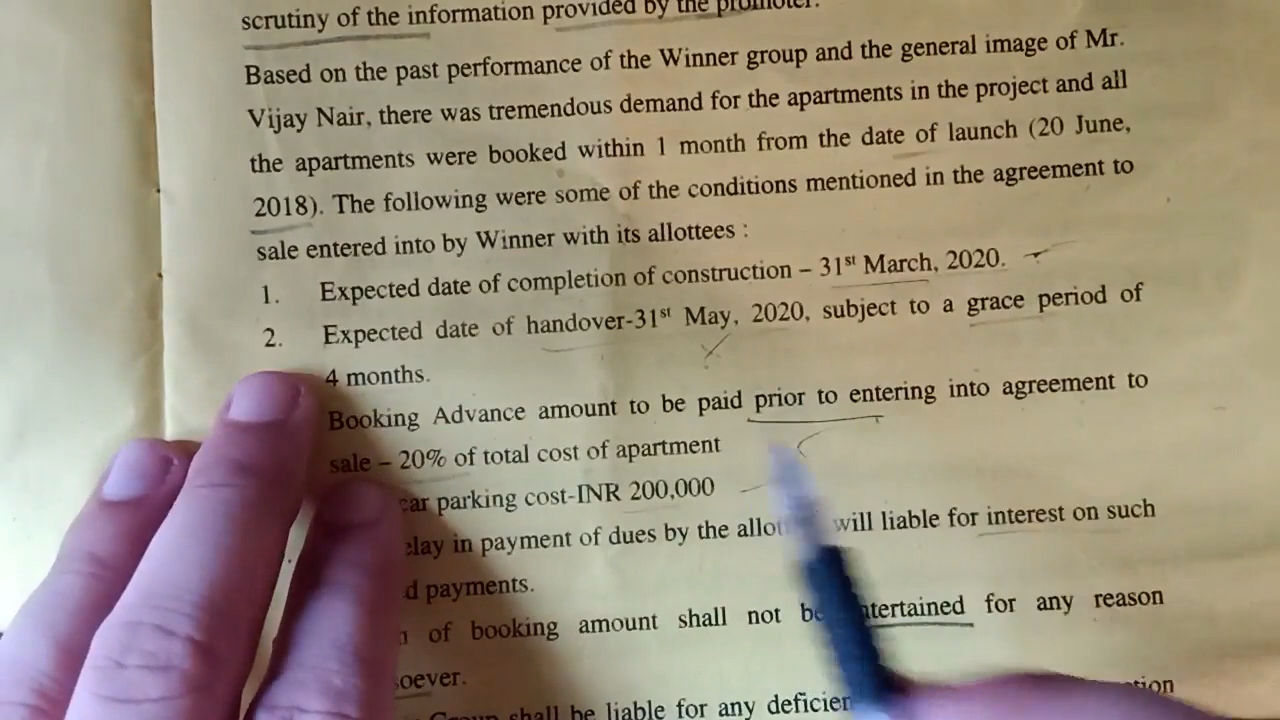 scrutiny of the information provided by the promoter.
Based on the past performance of the Winner group and the general image of Mr.
Vijay Nair, there was tremendous demand for the apartments in the project and all
the apartments were booked within 1 month from the date of launch (20 June,
2018). The following were some of the conditions mentioned in the agreement to
sale entered into by Winner with its allottees :
1. Expected date of completion of construction – 31st March, 2020.
2. Expected date of handover-31st May, 2020, subject to a grace period of
4 months.
Booking Advance amount to be paid prior to entering into agreement to
sale – 20% of total cost of apartment
car parking cost-INR 200,000
in payment of dues by the will liable for interest on such
payments.
of booking amount shall not for any reason
shall be liable for any